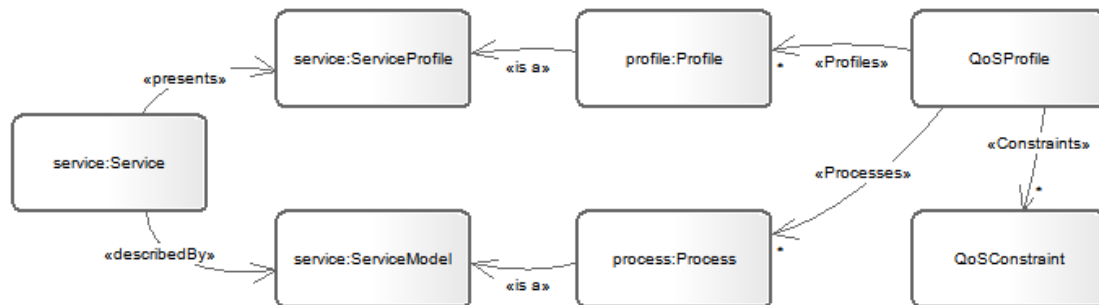 service:ServiceProfile
profile:Profile
QoSProfile
«presents»
«is a»
*
«Profiles»
service:Service
«Constraints»
«Processes»
*
«describedBy»
service:ServiceModel
process:Process
QoSConstraint
«is a»
*